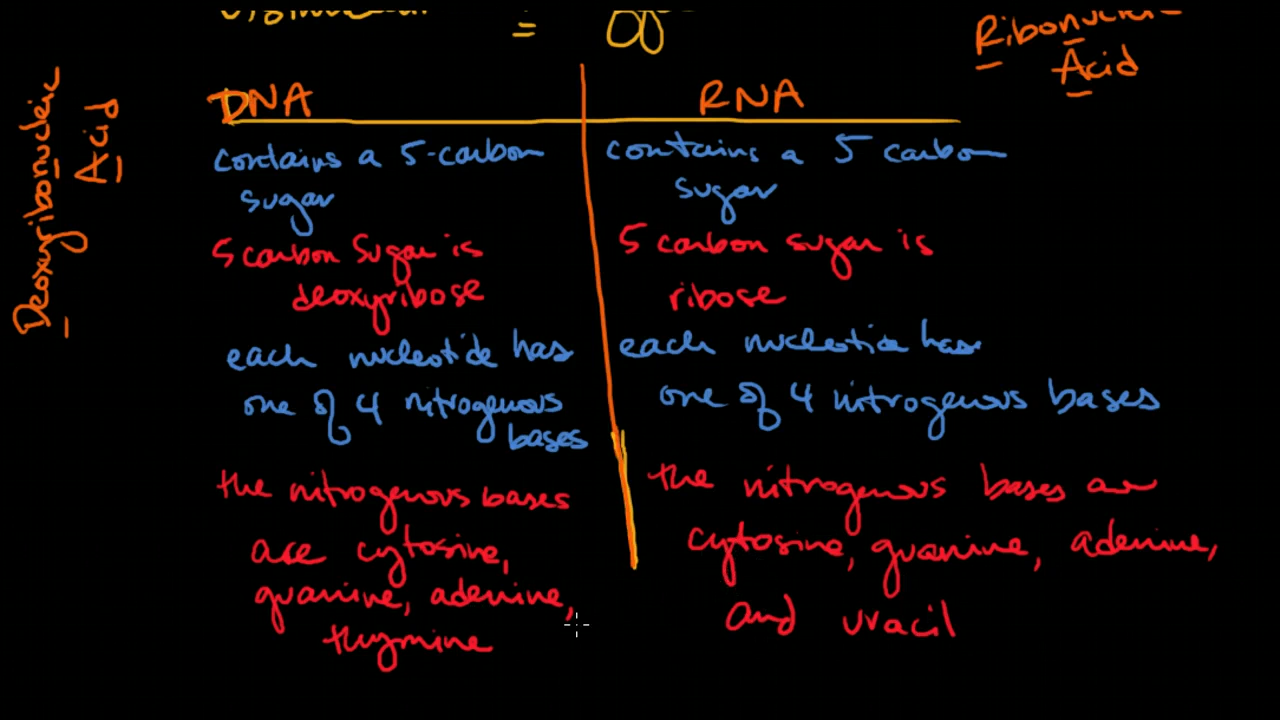 =
Ribonucleic
Acid
Deoxyribonucleic
Acid
DNA
contains a 5-carbon
sugar
5 carbon sugar is
deoxyribose
each nucleotide has
one of 4 nitrogenous
bases
the nitrogenous bases
are cytosine,
guanine, adenine,
thymine
RNA
contains a 5 carbon
sugar
5 carbon sugar is
ribose
each nucleotide has
one of 4 nitrogenous bases
the nitrogenous bases are
cytosine, guanine, adenine,
and uracil